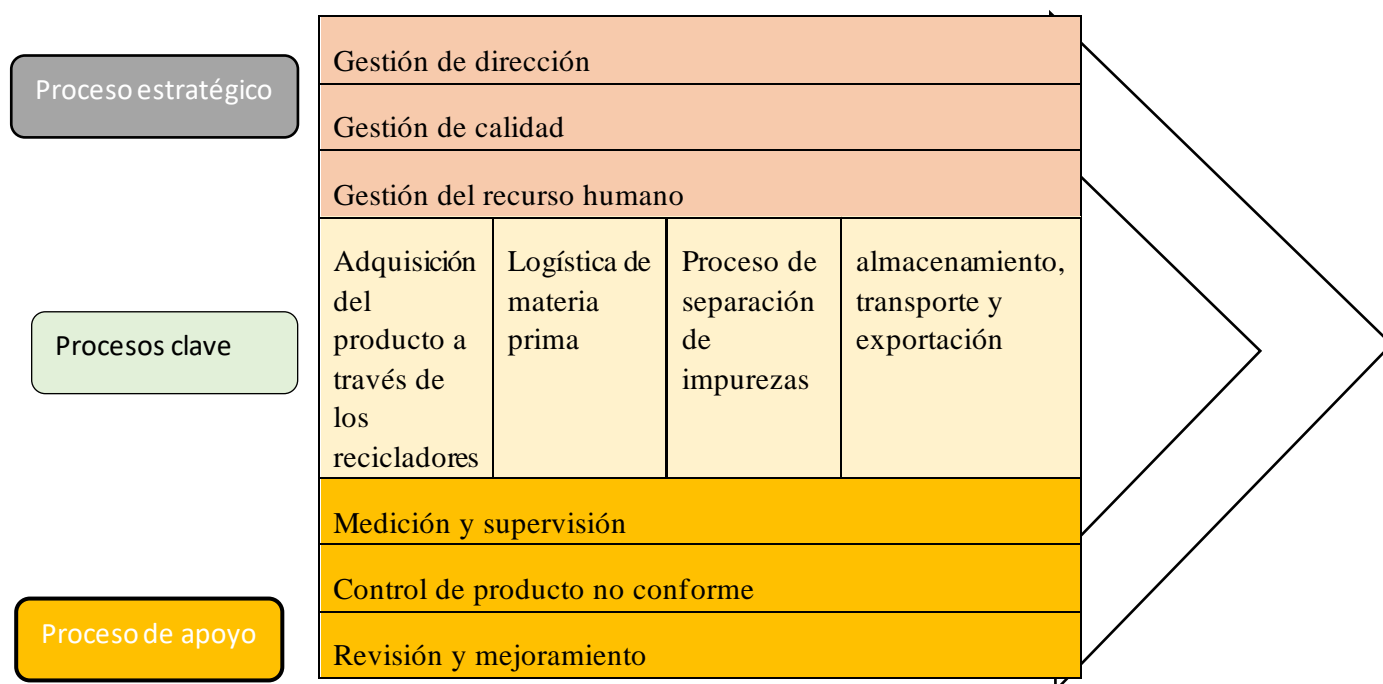 Proceso estratégico
Gestión de dirección
Gestión de calidad
Gestión del recurso humano
Procesos clave
Adquisición
del
producto a
través de
los
recicladores
Logística de
materia
prima
Proceso de
separación
de
impurezas
almacenamiento,
transporte y
exportación
Proceso de apoyo
Medición y supervisión
Control de producto no conforme
Revisión y mejoramiento